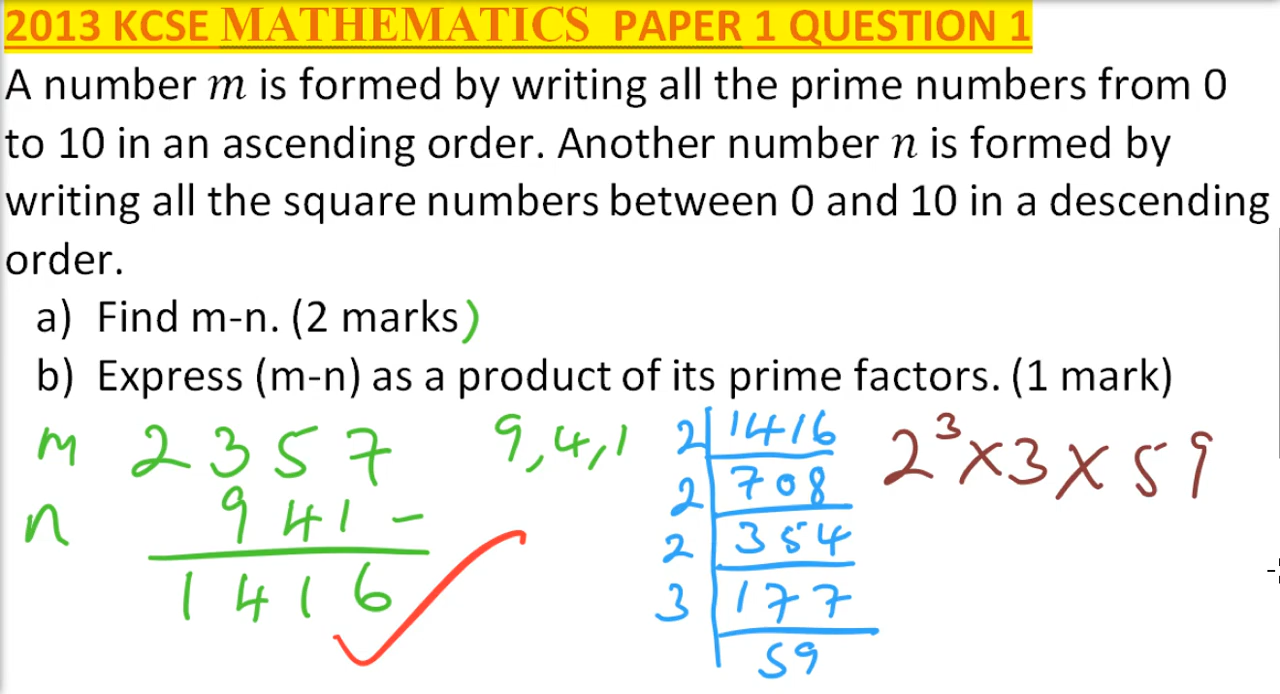 2013 KCSE MATHEMATICS PAPER 1 QUESTION 1
A number m is formed by writing all the prime numbers from 0
to 10 in an ascending order. Another number n is formed by
writing all the square numbers between 0 and 10 in a descending
order.
a) Find m-n. (2 marks)
b) Express (m-n) as a product of its prime factors. (1 mark)
m 2357
n 941 -
1416
9,4,1
2 1416
2 708
2 354
3 177
59
2³×3×59